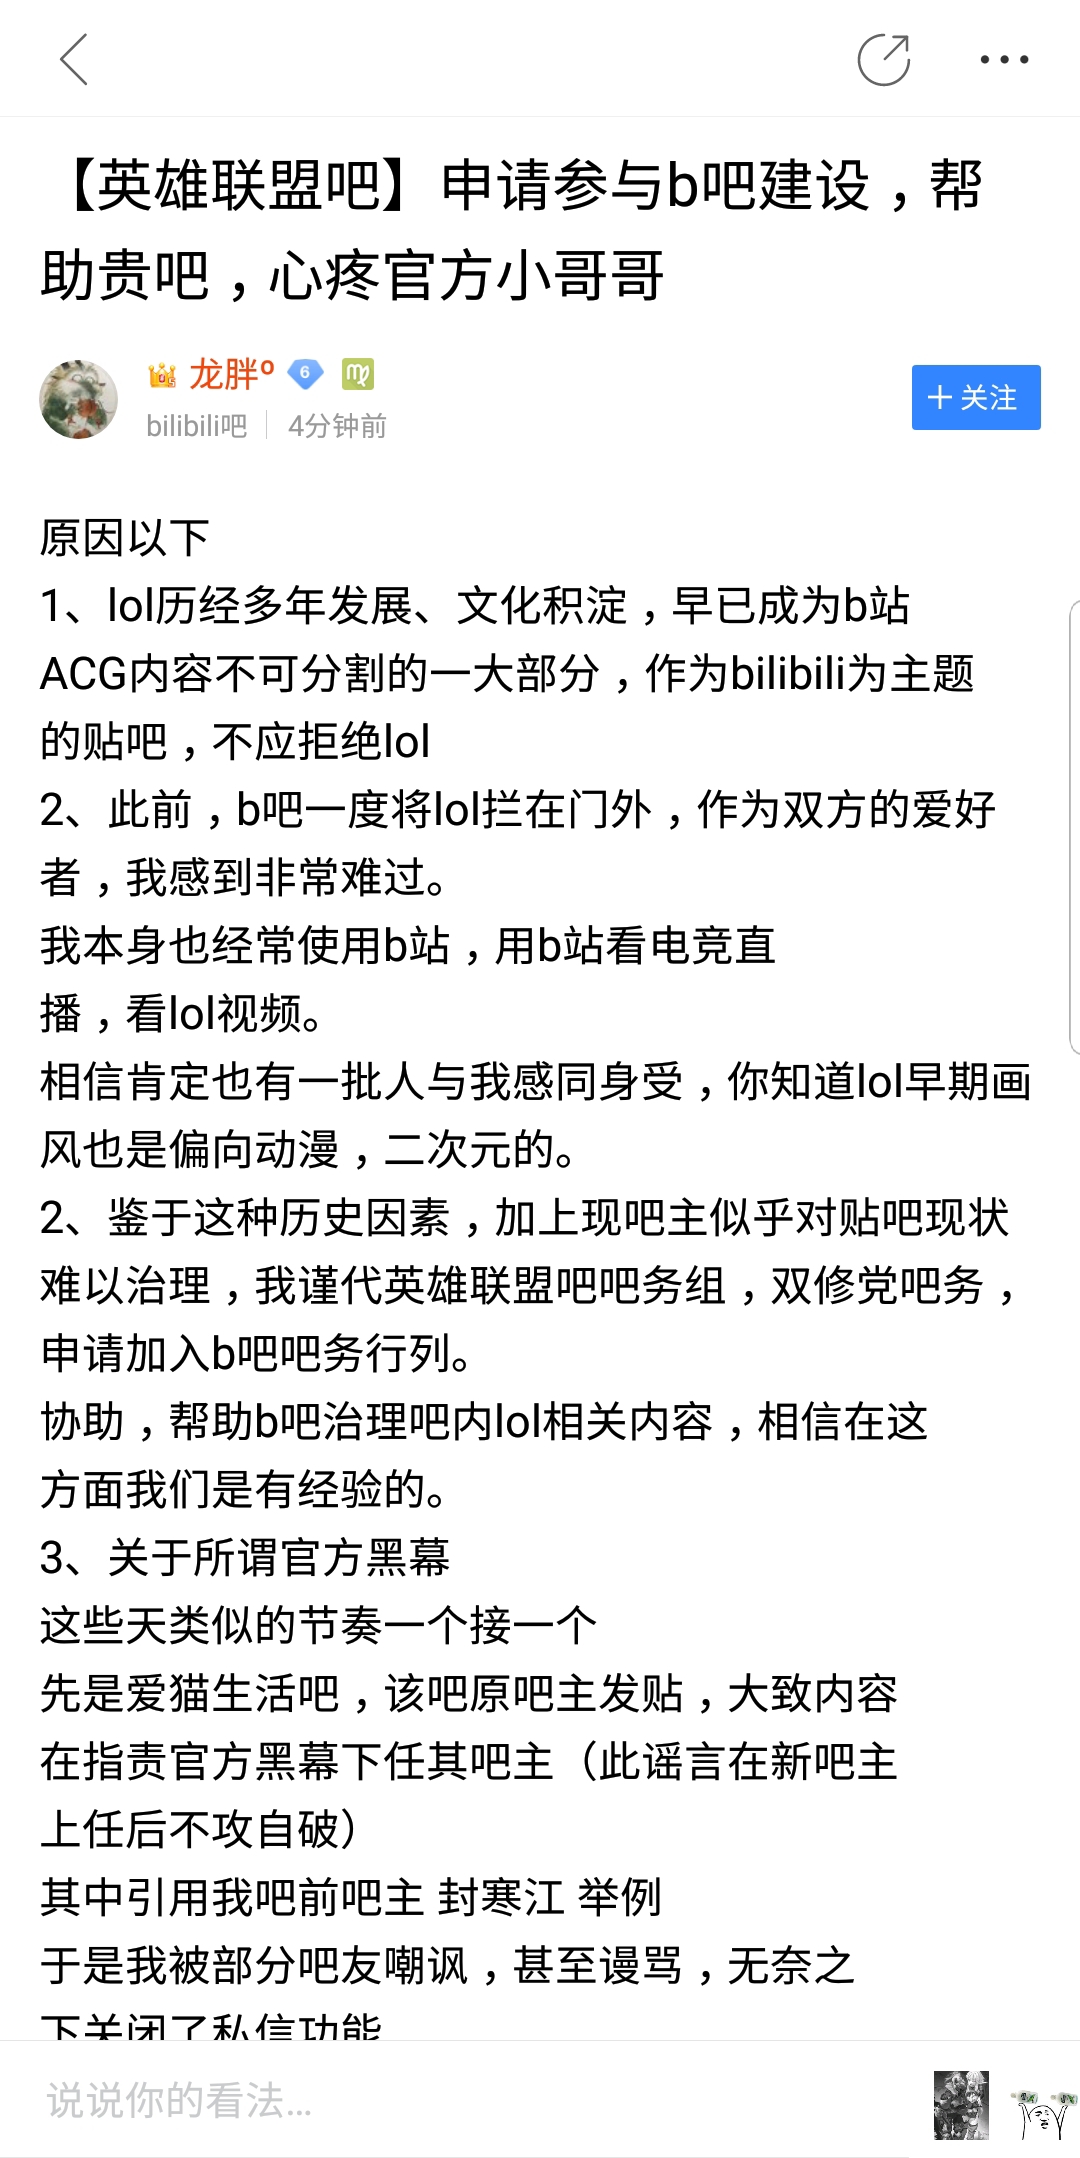 【英雄联盟吧】申请参与b吧建设，帮
助贵吧，心疼官方小哥哥
龙胖º 6
bilibili吧 4分钟前
关注
原因以下
1、lol历经多年发展、文化积淀，早已成为b站
ACG内容不可分割的一大部分，作为bilibili为主题
的贴吧，不应拒绝lol
2、此前，b吧一度将lol拦在门外，作为双方的爱好
者，我感到非常难过。
我本身也经常使用b站，用b站看电竞直
播，看lol视频。
相信肯定也有一批人与我感同身受，你知道lol早期画
风也是偏向动漫，二次元的。
2、鉴于这种历史因素，加上现吧主似乎对贴吧现状
难以治理，我谨代英雄联盟吧吧务组，双修党吧务，
申请加入b吧吧务行列。
协助，帮助b吧治理吧内lol相关内容，相信在这
方面我们是有经验的。
3、关于所谓官方黑幕
这些天类似的节奏一个接一个
先是爱猫生活吧，该吧原吧主发贴，大致内容
在指责官方黑幕下任其吧主（此谣言在新吧主
上任后不攻自破）
其中引用我吧前吧主 封寒江 举例
于是我被部分吧友嘲讽，甚至谩骂，无奈之
下关闭了私信功能
说说你的看法...